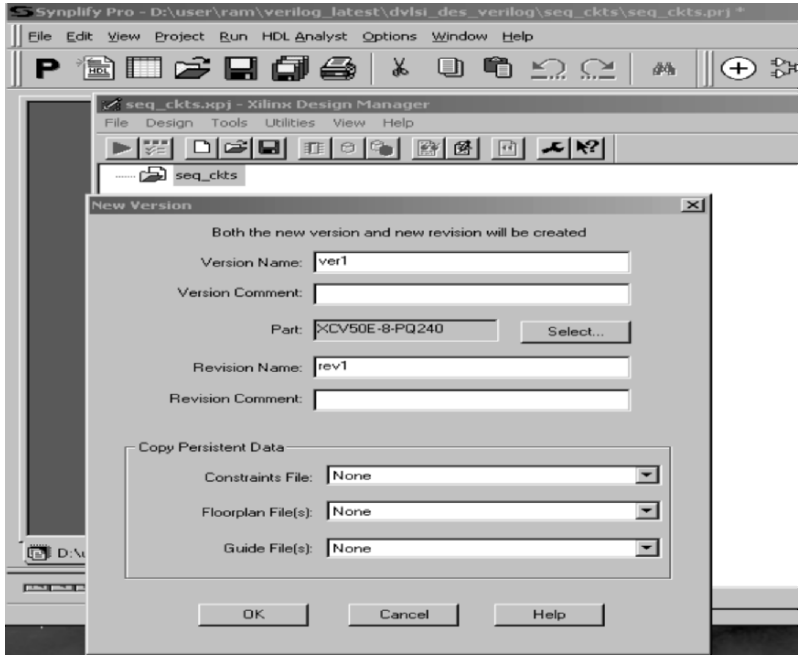 Synplify Pro - D:\user\ram\verilog_latest\dvlsi_des_verilog\seq_ckts\seq_ckts.prj *
File Edit View Project Run HDL Analyst Options Window Help
P HDL
seq_ckts.xpj - Xilinx Design Manager
File Design Tools Utilities View Help
seq_ckts
New Version
Both the new version and new revision will be created
Version Name: ver1
Version Comment:
Part: XCV50E-8-PQ240 Select...
Revision Name: rev1
Revision Comment:
Copy Persistent Data
Constraints File: None
Floorplan File(s): None
Guide File(s): None
D:\
OK Cancel Help